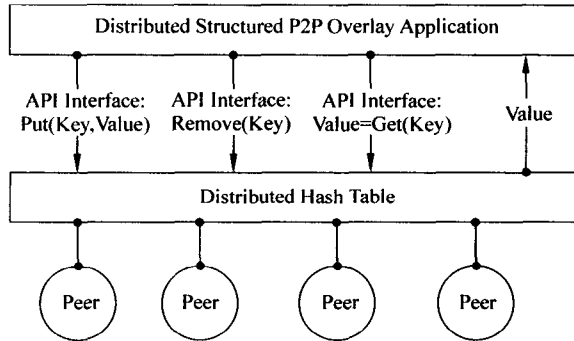 Distributed Structured P2P Overlay Application
API Interface:
Put(Key,Value)
API Interface:
Remove(Key)
API Interface:
Value=Get(Key)
Value
Distributed Hash Table
Peer
Peer
Peer
Peer